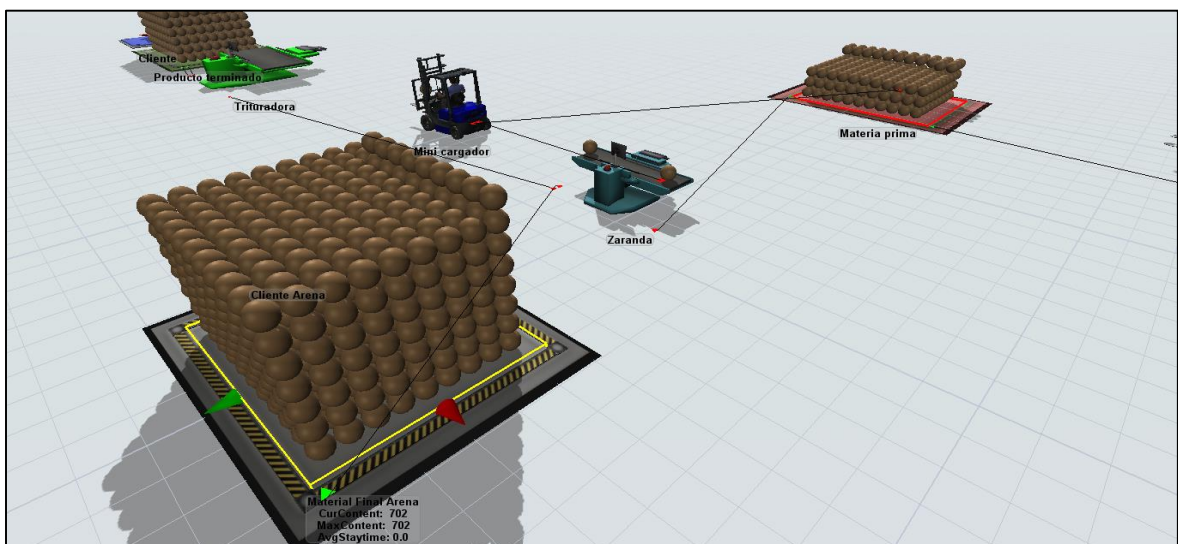 Cliente
Producto terminado
Trituradora
Mini cargador
Materia prima
Zaranda
Cliente Arena
Material Final Arena
CurContent: 702
MaxContent: 702
AvgStaytime: 0.0